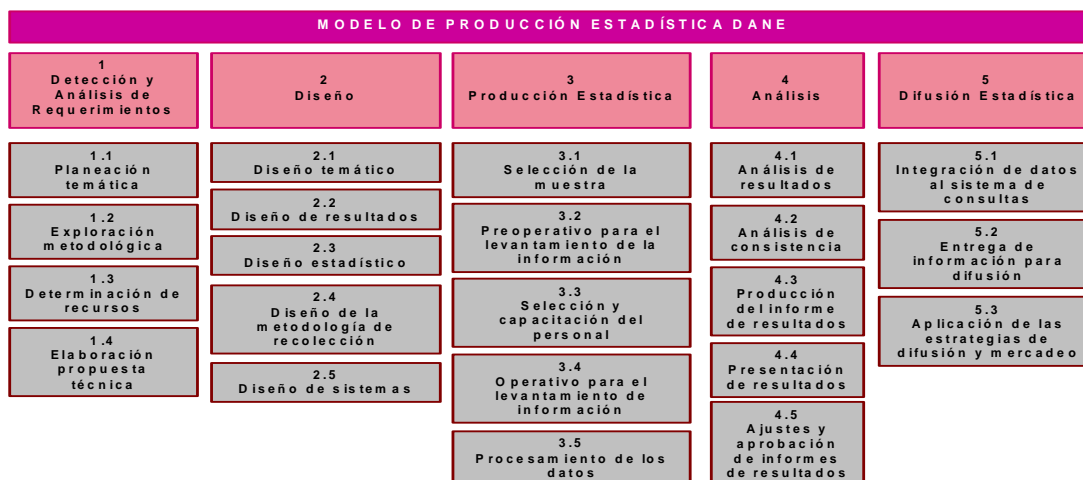 MODELO DE PRODUCCIÓN ESTADÍSTICA DANE
1
Detección y
Análisis de
Requerimientos
2
Diseño
3
Producción Estadística
4
Análisis
5
Difusión Estadística
1.1
Planeación
temática
1.2
Exploración
metodológica
1.3
Determinación de
recursos
1.4
Elaboración
propuesta
técnica
2.1
Diseño temático
2.2
Diseño de resultados
2.3
Diseño estadístico
2.4
Diseño de la
metodología de
recolección
2.5
Diseño de sistemas
3.1
Selección de la
muestra
3.2
Preoperativo para el
levantamiento de la
información
3.3
Selección y
capacitación del
personal
3.4
Operativo para el
levantamiento de
información
3.5
Procesamiento de los
datos
4.1
Análisis de
resultados
4.2
Análisis de
consistencia
4.3
Producción
del informe
de resultados
4.4
Presentación
de resultados
4.5
Ajustes y
aprobación
de informes
de resultados
5.1
Integración de datos
al sistema de
consultas
5.2
Entrega de
información para
difusión
5.3
Aplicación de las
estrategias de
difusión y mercadeo